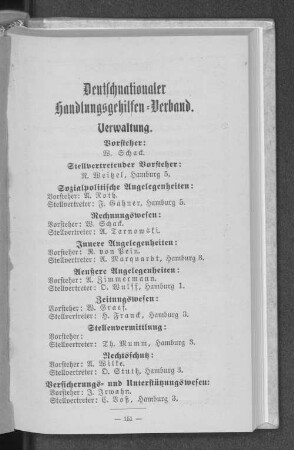 Deutschnationaler
Handlungsgehilfen-Verband.
Verwaltung.
Vorsteher:
W. Schack.
Stellvertretender Vorsteher:
R. Weitzel, Hamburg 5.
Sozialpolitische Angelegenheiten:
Vorsteher: A. Roth.
Stellvertreter: F. Gahner, Hamburg 5.
Rechnungswesen:
Vorsteher: W. Schack.
Stellvertreter: A. Tarnowski.
Innere Angelegenheiten:
Vorsteher: R. von Pein.
Stellvertreter: A. Marquardt, Hamburg 3.
Aeußere Angelegenheiten:
Vorsteher: A. Zimmermann.
Stellvertreter: O. Wulff, Hamburg 1.
Zeitungswesen:
Vorsteher: W. Graef.
Stellvertreter: H. Franck, Hamburg 3.
Stellenvermittlung:
Vorsteher:
Stellvertreter: Th. Mumm, Hamburg 3.
Rechtsschutz:
Vorsteher: A. Wilke.
Stellvertreter: O. Stuitz, Hamburg 3.
Versicherungs- und Unterstützungswesen:
Vorsteher: J. Irwahn.
Stellvertreter: C. Voß, Hamburg 3.